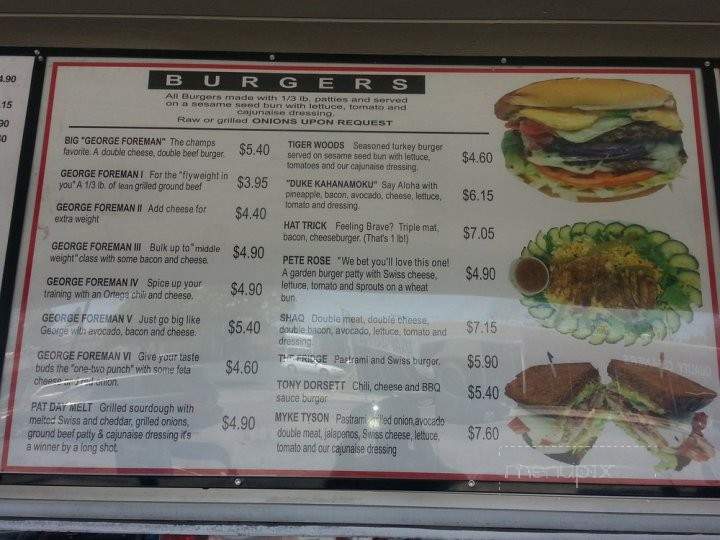 4.90
.15
90
BURGERS
All Burgers made with 1/3 lb. patties and served
on a sesame seed bun with lettuce, tomato and
cajunaise dressing.
Raw or grilled ONIONS UPON REQUEST
BIG "GEORGE FOREMAN" The champs
favorite. A double cheese, double beef burger. $5.40
GEORGE FOREMAN I For the "flyweight in
you" A 1/3 lb. of lean grilled ground beef $3.95
GEORGE FOREMAN II Add cheese for
extra weight $4.40
GEORGE FOREMAN III Bulk up to "middle
weight" class with some bacon and cheese. $4.90
GEORGE FOREMAN IV Spice up your
training with an Ortega chili and cheese. $4.90
GEORGE FOREMAN V Just go big like
George with avocado, bacon and cheese. $5.40
GEORGE FOREMAN VI Give your taste
buds the "one-two punch" with some feta
cheese and red onion. $4.60
PAT DAY MELT Grilled sourdough with
melted Swiss and cheddar, grilled onions,
ground beef patty & cajunaise dressing it's
a winner by a long shot. $4.90
TIGER WOODS Seasoned turkey burger
served on sesame seed bun with lettuce,
tomatoes and our cajunaise dressing. $4.60
"DUKE KAHANAMOKU" Say Aloha with
pineapple, bacon, avocado, cheese, lettuce,
tomato and dressing. $6.15
HAT TRICK Feeling Brave? Triple mat,
bacon, cheeseburger. (That's 1 lb!) $7.05
PETE ROSE "We bet you'll love this one!
A garden burger patty with Swiss cheese,
lettuce, tomato and sprouts on a wheat
bun. $4.90
SHAQ Double meat, double cheese,
double bacon, avocado, lettuce, tomato and
dressing $7.15
THE FRIDGE Pastrami and Swiss burger. $5.90
TONY DORSETT Chili, cheese and BBQ
sauce burger $5.40
MYKE TYSON Pastrami, grilled onion, avocado
double meat, jalapenos, Swiss cheese, lettuce,
tomato and our cajunaise dressing $7.60
menupix